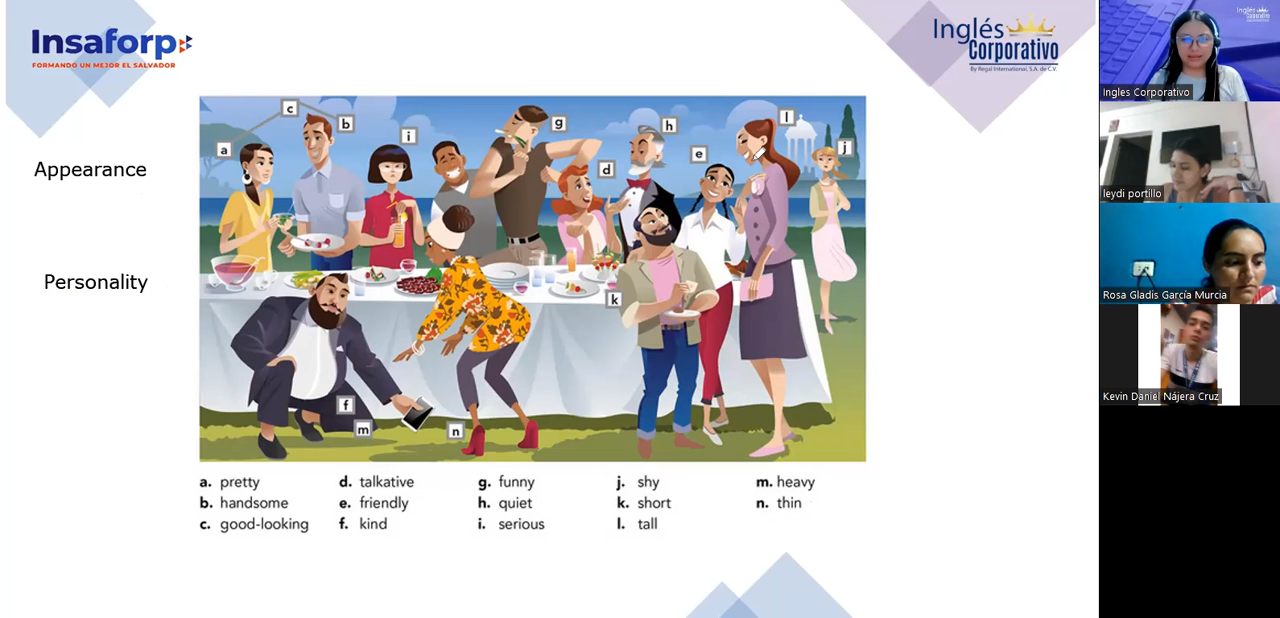 Insaforp
FORMANDO UN MEJOR EL SALVADOR
Inglés
Corporativo
By Regal International, S.A. de C.V.
Appearance
Personality
c
b
a
i
g
h
d
e
l
j
k
f
m
n
a. pretty
b. handsome
c. good-looking
d. talkative
e. friendly
f. kind
g. funny
h. quiet
i. serious
j. shy
k. short
l. tall
m. heavy
n. thin
Inglés
Corporativo
Ingles Corporativo
leydi portillo
Rosa Gladis García Murcia
Kevin Daniel Nájera Cruz